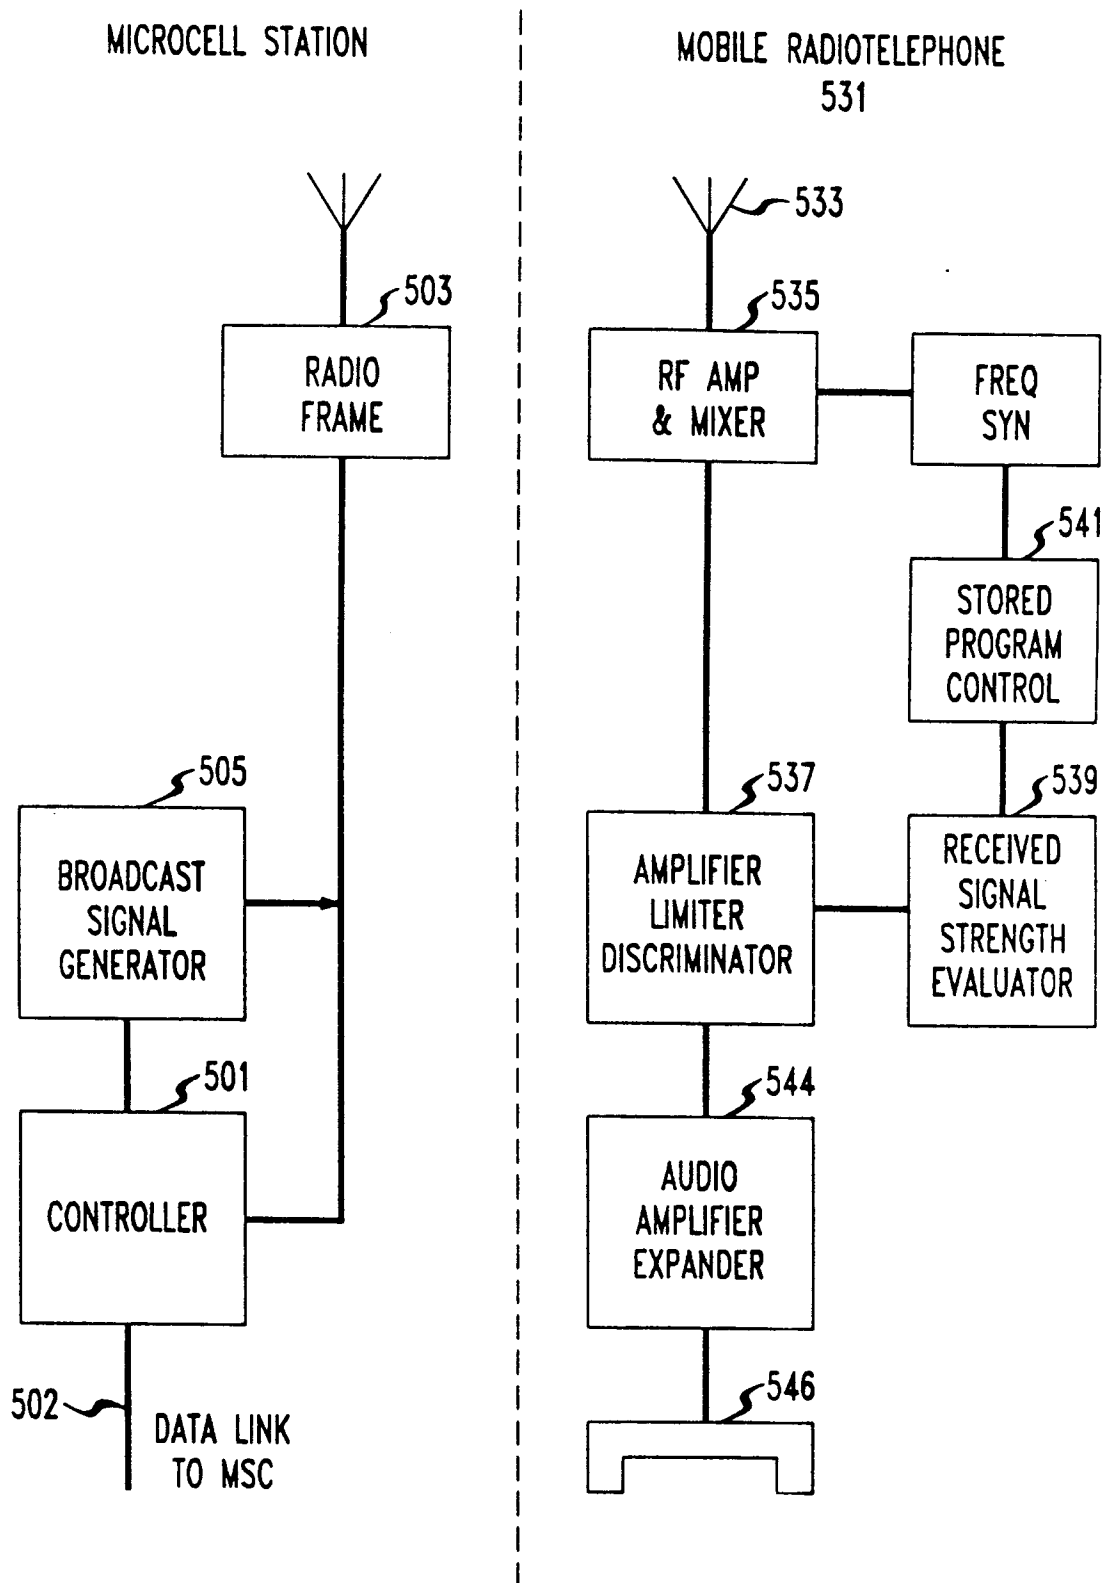 MICROCELL STATION
503
RADIO
FRAME
505
BROADCAST
SIGNAL
GENERATOR
501
CONTROLLER
502
DATA LINK
TO MSC
MOBILE RADIOTELEPHONE
531
533
535
RF AMP
& MIXER
FREQ
SYN
541
STORED
PROGRAM
CONTROL
537
AMPLIFIER
LIMITER
DISCRIMINATOR
539
RECEIVED
SIGNAL
STRENGTH
EVALUATOR
544
AUDIO
AMPLIFIER
EXPANDER
546